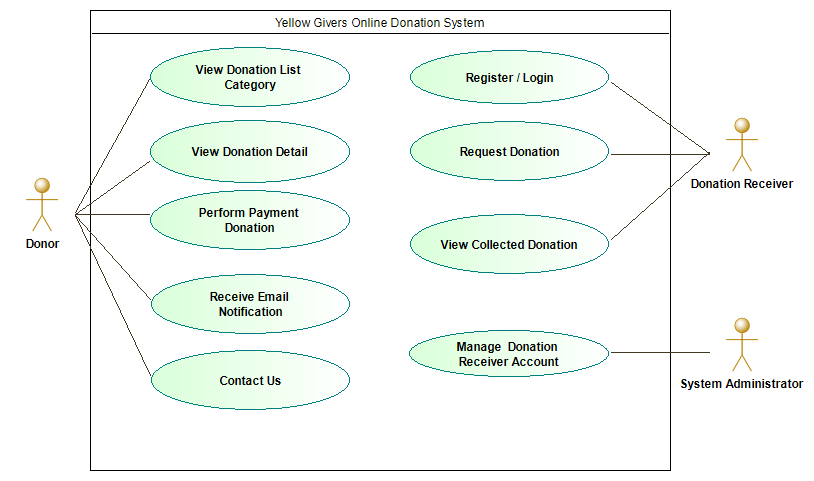 Yellow Givers Online Donation System
View Donation List
Category
View Donation Detail
Perform Payment
Donation
Receive Email
Notification
Contact Us
Register / Login
Request Donation
View Collected Donation
Manage Donation
Receiver Account
Donor
Donation Receiver
System Administrator